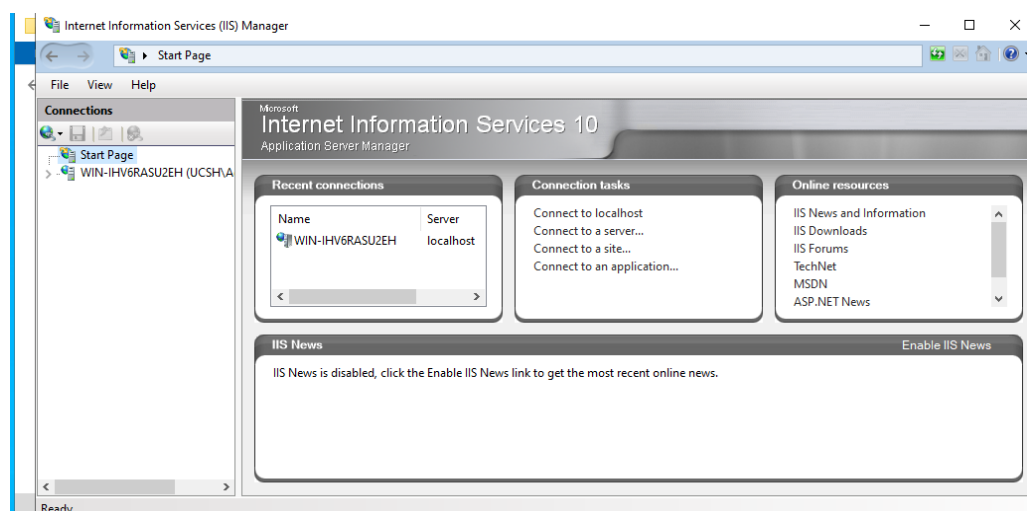 Internet Information Services (IIS) Manager
Start Page
File View Help
Connections
Start Page
WIN-IHV6RASU2EH (UCSH\A
Microsoft
Internet Information Services 10
Application Server Manager
Recent connections
Name Server
WIN-IHV6RASU2EH localhost
Connection tasks
Connect to localhost
Connect to a server...
Connect to a site...
Connect to an application...
Online resources
IIS News and Information
IIS Downloads
IIS Forums
TechNet
MSDN
ASP.NET News
IIS News Enable IIS News
IIS News is disabled, click the Enable IIS News link to get the most recent online news.
Ready